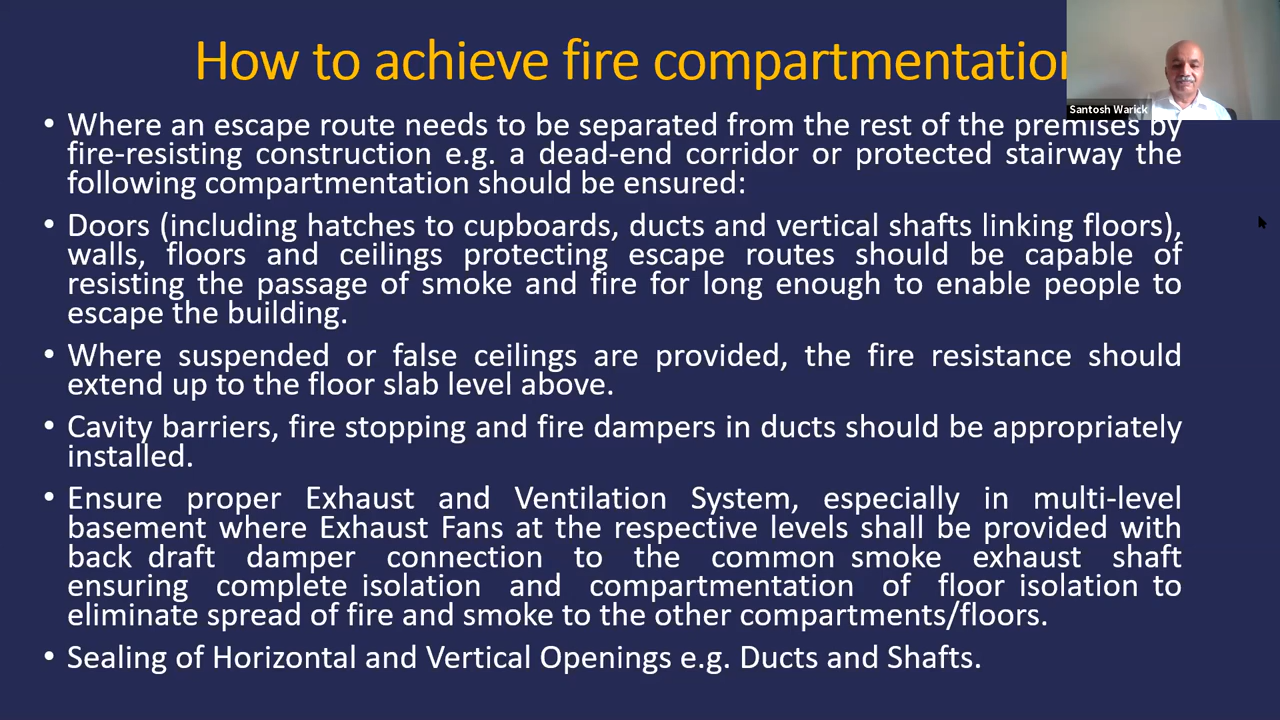 How to achieve fire compartmentation
Santosh Warick
• Where an escape route needs to be separated from the rest of the premises by
fire-resisting construction e.g. a dead-end corridor or protected stairway the
following compartmentation should be ensured:
• Doors (including hatches to cupboards, ducts and vertical shafts linking floors),
walls, floors and ceilings protecting escape routes should be capable of
resisting the passage of smoke and fire for long enough to enable people to
escape the building.
• Where suspended or false ceilings are provided, the fire resistance should
extend up to the floor slab level above.
• Cavity barriers, fire stopping and fire dampers in ducts should be appropriately
installed.
• Ensure proper Exhaust and Ventilation System, especially in multi-level
basement where Exhaust Fans at the respective levels shall be provided with
back draft damper connection to the common smoke exhaust shaft
ensuring complete isolation and compartmentation of floor isolation to
eliminate spread of fire and smoke to the other compartments/floors.
• Sealing of Horizontal and Vertical Openings e.g. Ducts and Shafts.